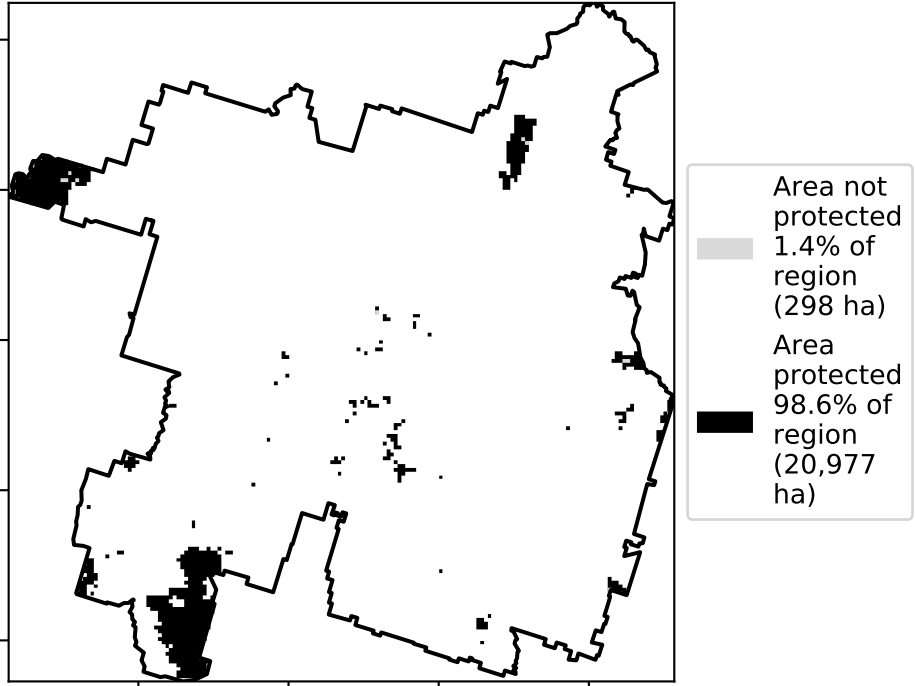 Area not
protected
1.4% of
region
(298 ha)
Area
protected
98.6% of
region
(20,977
ha)